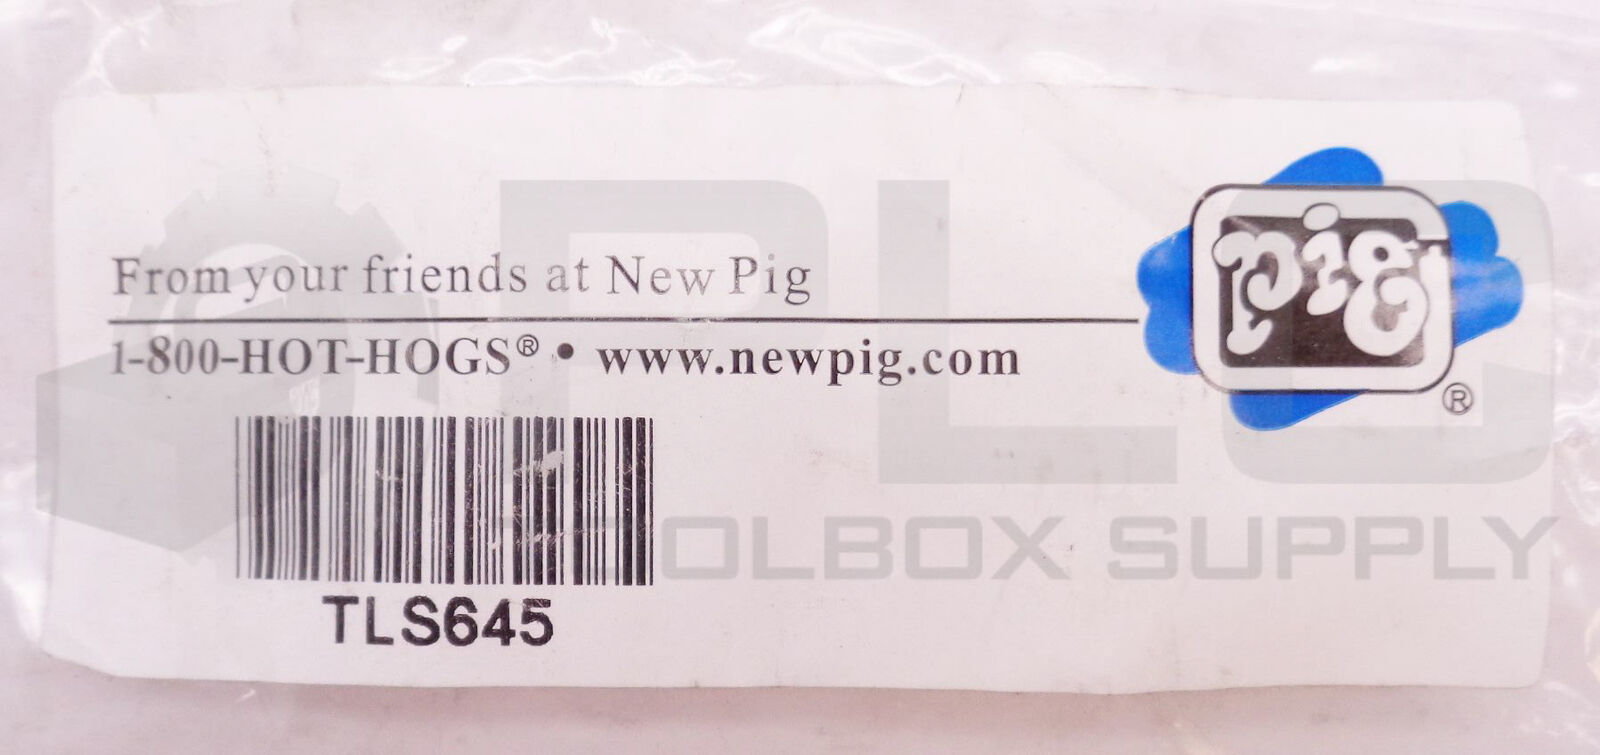 From your friends at New Pig
1-800-HOT-HOGS® • www.newpig.com
pig
®
TLS645
PLC
TOOLBOX SUPPLY